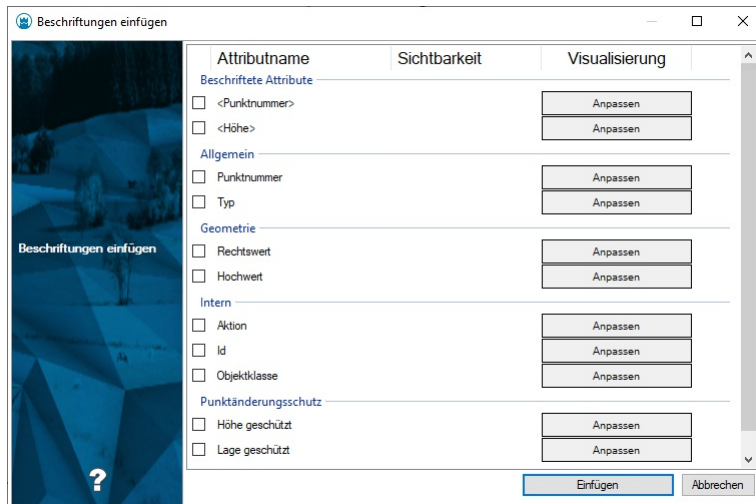 Beschriftungen einfügen
Attributname Sichtbarkeit Visualisierung
Beschriftete Attribute
<Punktnummer> Anpassen
<Höhe> Anpassen
Allgemein
Punktnummer Anpassen
Typ Anpassen
Geometrie
Rechtswert Anpassen
Hochwert Anpassen
Beschriftungen einfügen
Intern
Aktion Anpassen
Id Anpassen
Objektklasse Anpassen
Punktänderungsschutz
Höhe geschützt Anpassen
Lage geschützt Anpassen
?
Einfügen Abbrechen